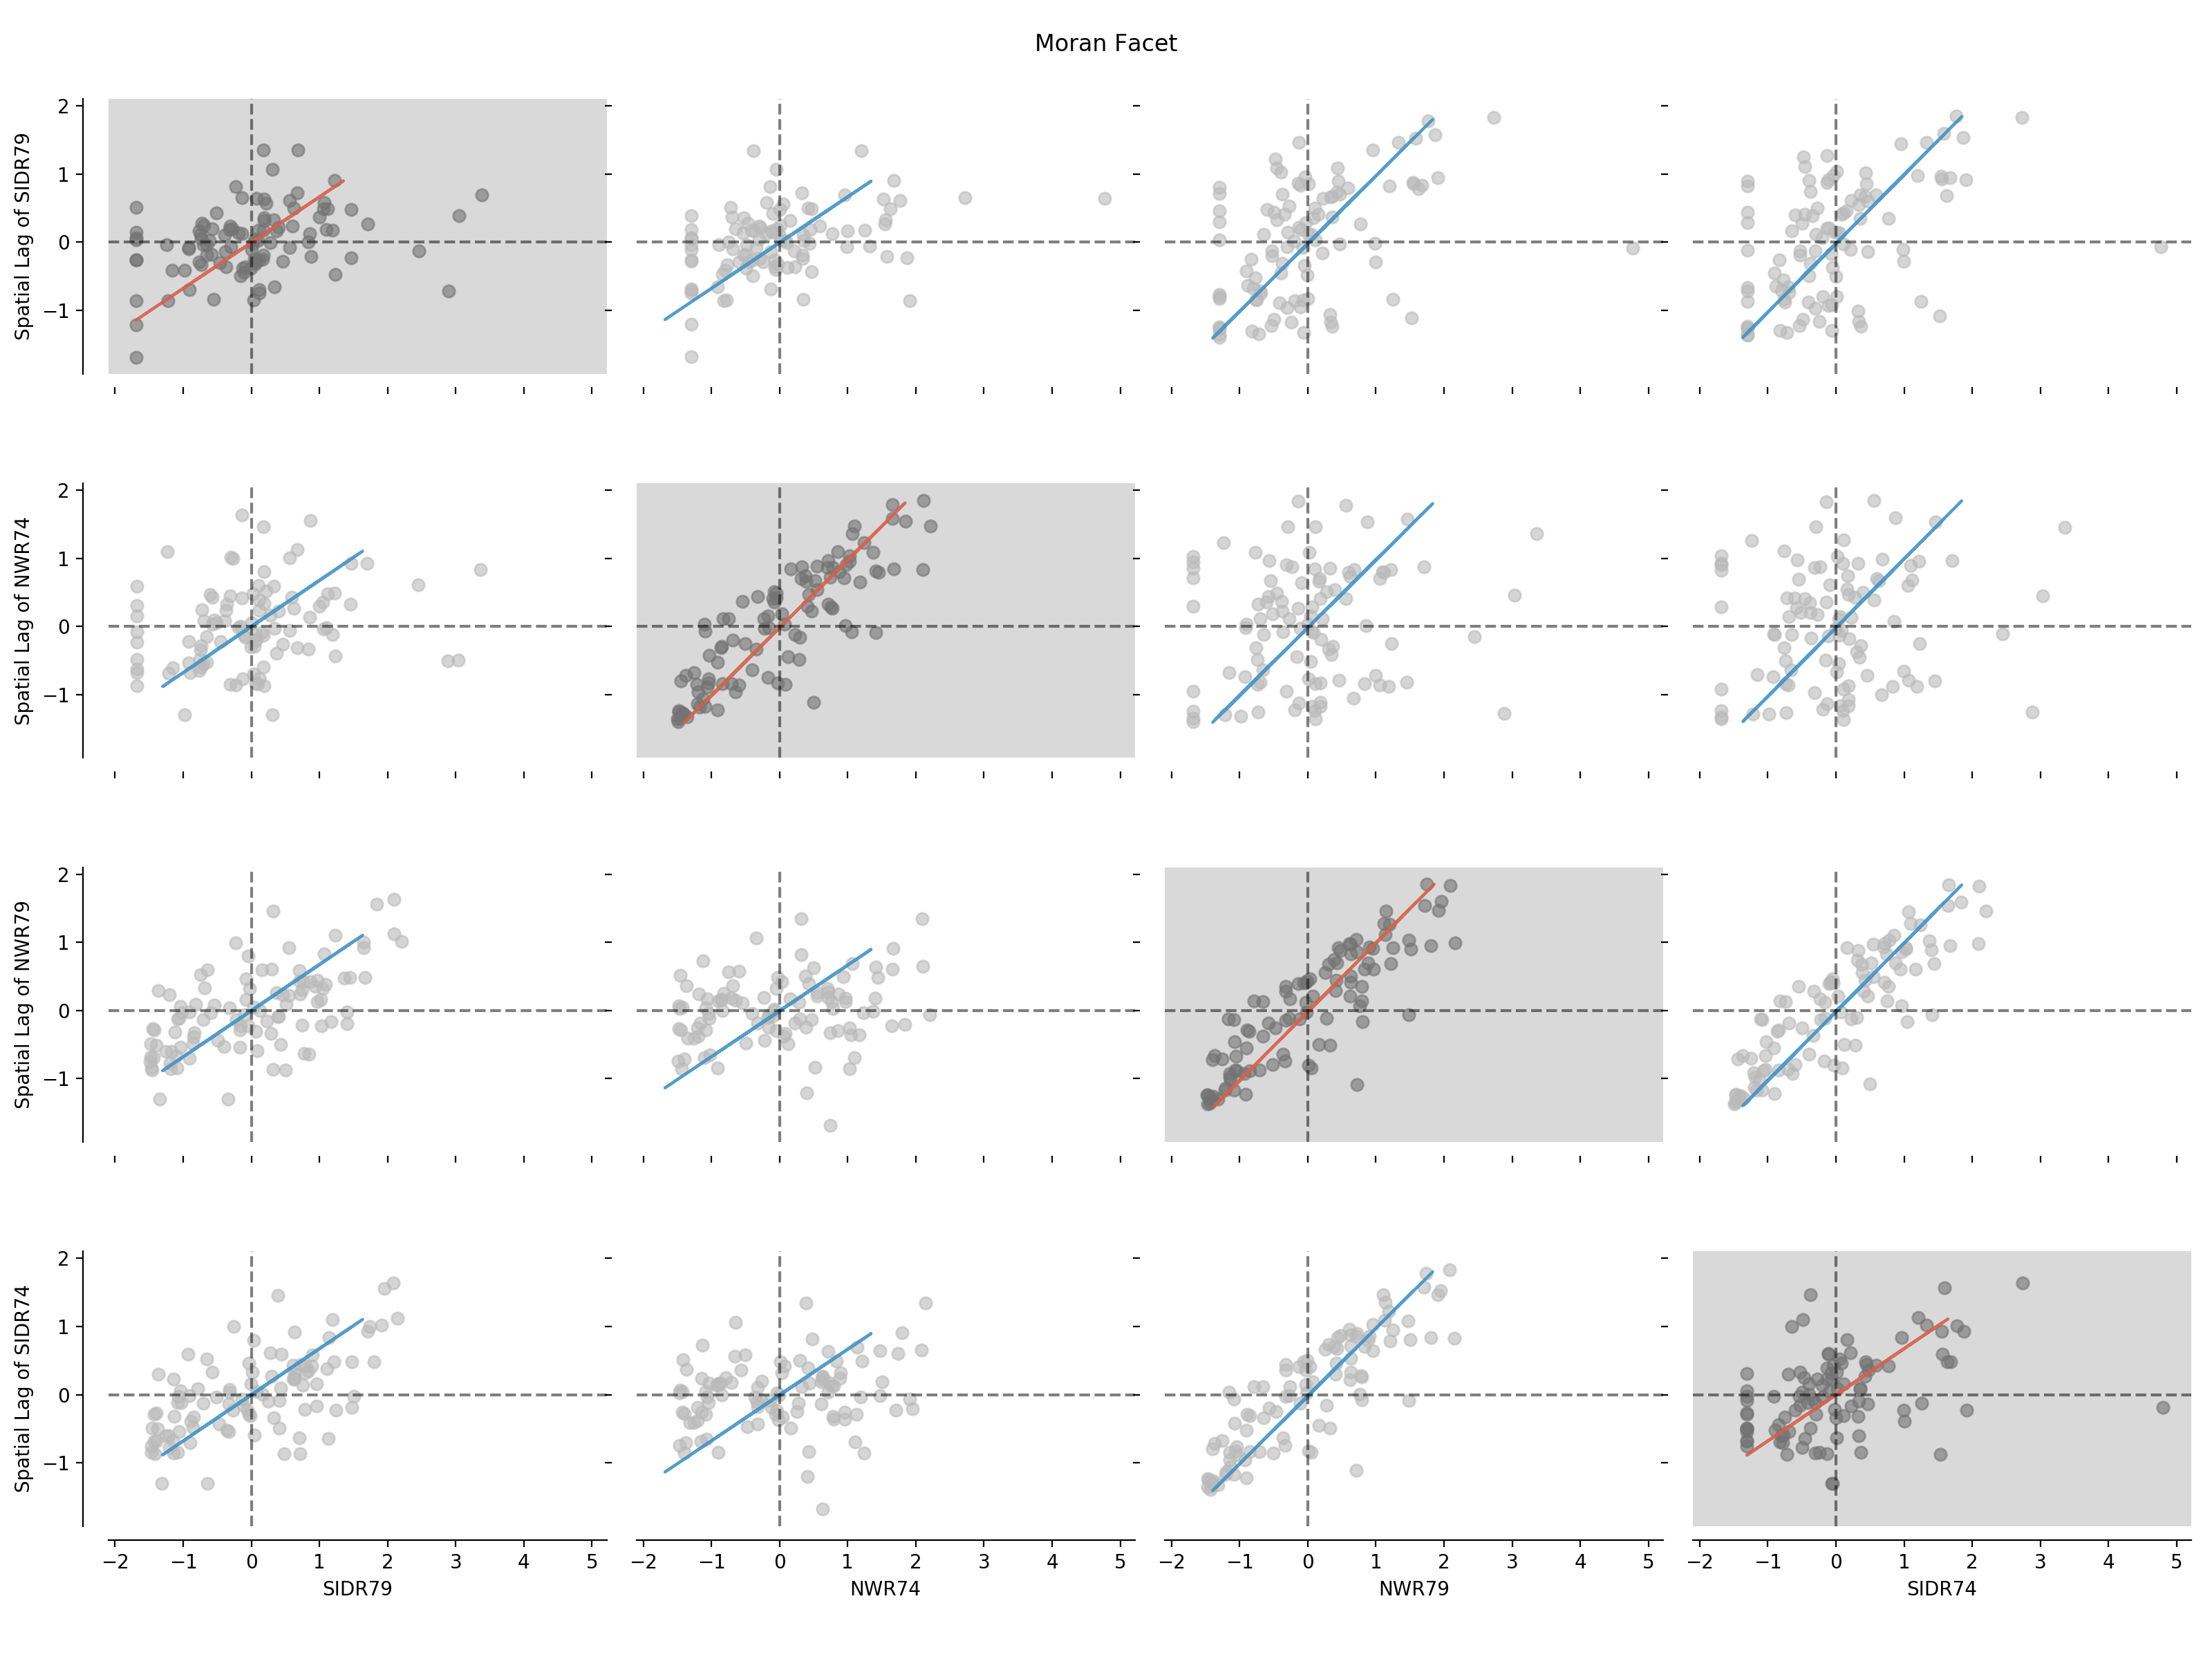 Moran Facet
Spatial Lag of SIDR79
2
1
0
−1
Spatial Lag of NWR74
2
1
0
−1
Spatial Lag of NWR79
2
1
0
−1
Spatial Lag of SIDR74
2
1
0
−1
−2 −1 0 1 2 3 4 5 −2 −1 0 1 2 3 4 5 −2 −1 0 1 2 3 4 5 −2 −1 0 1 2 3 4 5
SIDR79 NWR74 NWR79 SIDR74